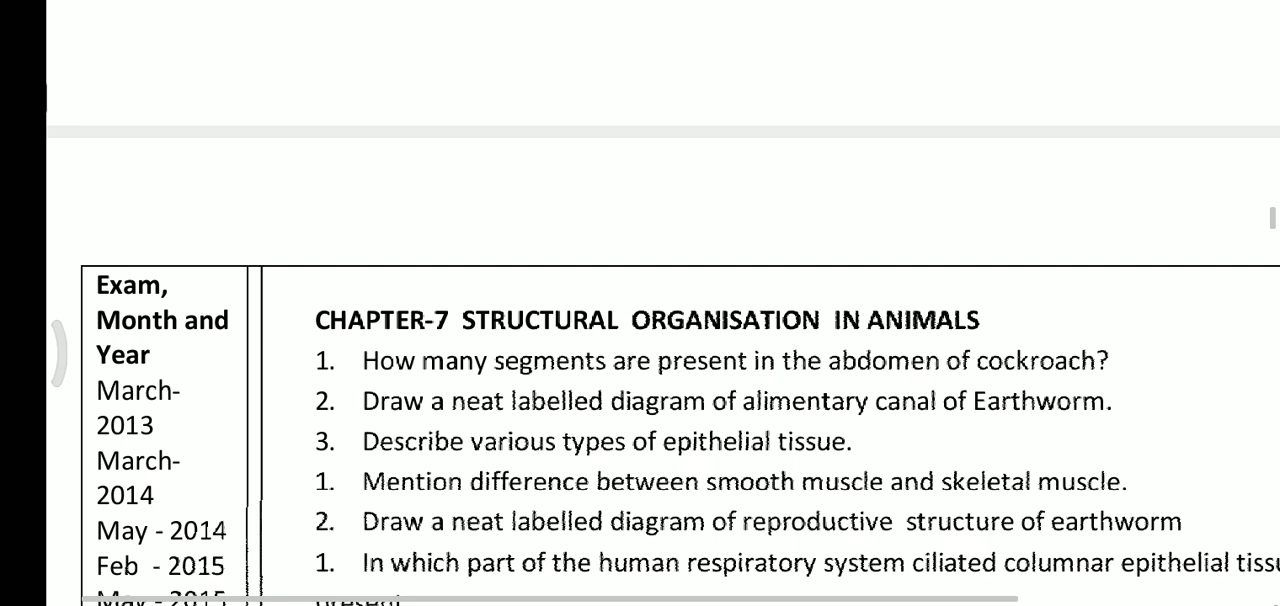 Exam,
Month and
Year
March-
2013
March-
2014
May - 2014
Feb - 2015
May - 2015
CHAPTER-7 STRUCTURAL ORGANISATION IN ANIMALS
1. How many segments are present in the abdomen of cockroach?
2. Draw a neat labelled diagram of alimentary canal of Earthworm.
3. Describe various types of epithelial tissue.
1. Mention difference between smooth muscle and skeletal muscle.
2. Draw a neat labelled diagram of reproductive structure of earthworm
1. In which part of the human respiratory system ciliated columnar epithelial
present